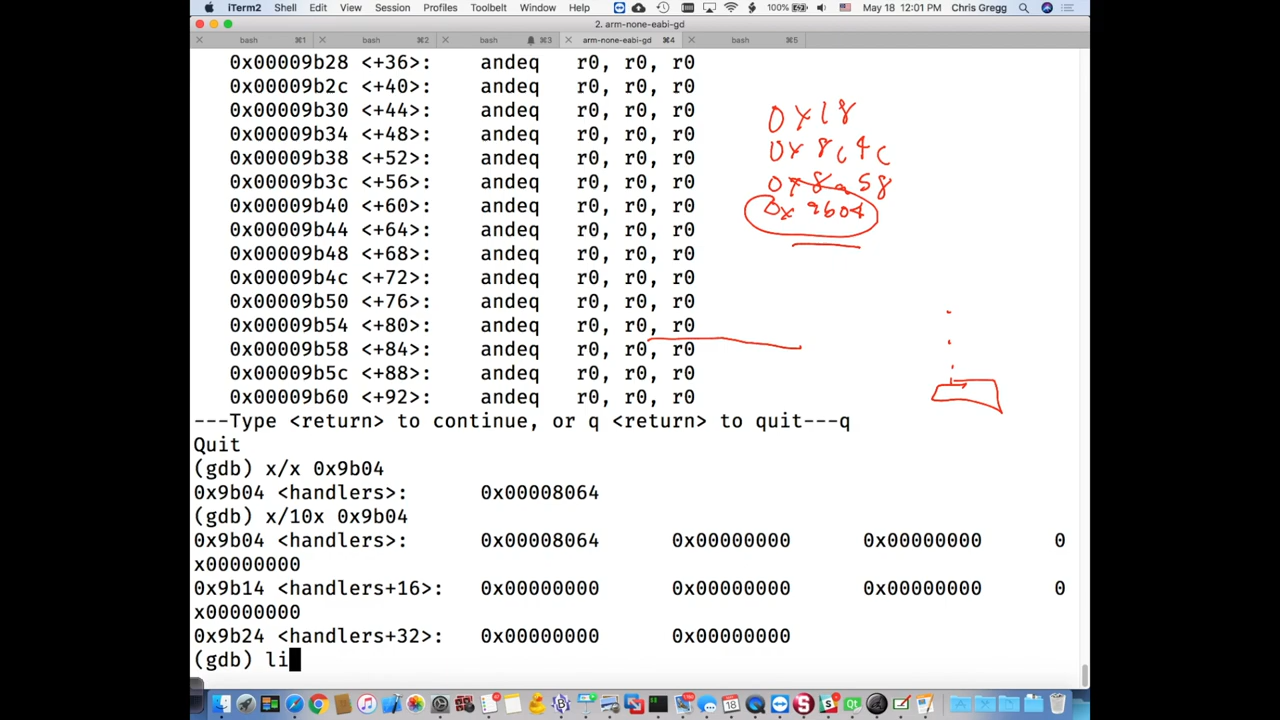 iTerm2 Shell Edit View Session Profiles Toolbelt Window Help 100% May 18 12:01 PM Chris Gregg
2. arm-none-eabi-gd
bash ⌘1 bash ⌘2 bash ⌘3 arm-none-eabi-gd ⌘4 bash ⌘5
0x00009b28 <+36>: andeq r0, r0, r0
0x00009b2c <+40>: andeq r0, r0, r0
0x00009b30 <+44>: andeq r0, r0, r0
0x18
0x00009b34 <+48>: andeq r0, r0, r0
0x00009b38 <+52>: andeq r0, r0, r0
0x8c4c
0x00009b3c <+56>: andeq r0, r0, r0
0x00009b40 <+60>: andeq r0, r0, r0
0x9b04
0x00009b44 <+64>: andeq r0, r0, r0
0x00009b48 <+68>: andeq r0, r0, r0
0x00009b4c <+72>: andeq r0, r0, r0
0x00009b50 <+76>: andeq r0, r0, r0
0x00009b54 <+80>: andeq r0, r0, r0
0x00009b58 <+84>: andeq r0, r0, r0
0x00009b5c <+88>: andeq r0, r0, r0
0x00009b60 <+92>: andeq r0, r0, r0
---Type <return> to continue, or q <return> to quit---q
Quit
(gdb) x/x 0x9b04
0x9b04 <handlers>: 0x00008064
(gdb) x/10x 0x9b04
0x9b04 <handlers>: 0x00008064 0x00000000 0x00000000 0
x00000000
0x9b14 <handlers+16>: 0x00000000 0x00000000 0x00000000 0
x00000000
0x9b24 <handlers+32>: 0x00000000 0x00000000
(gdb) li